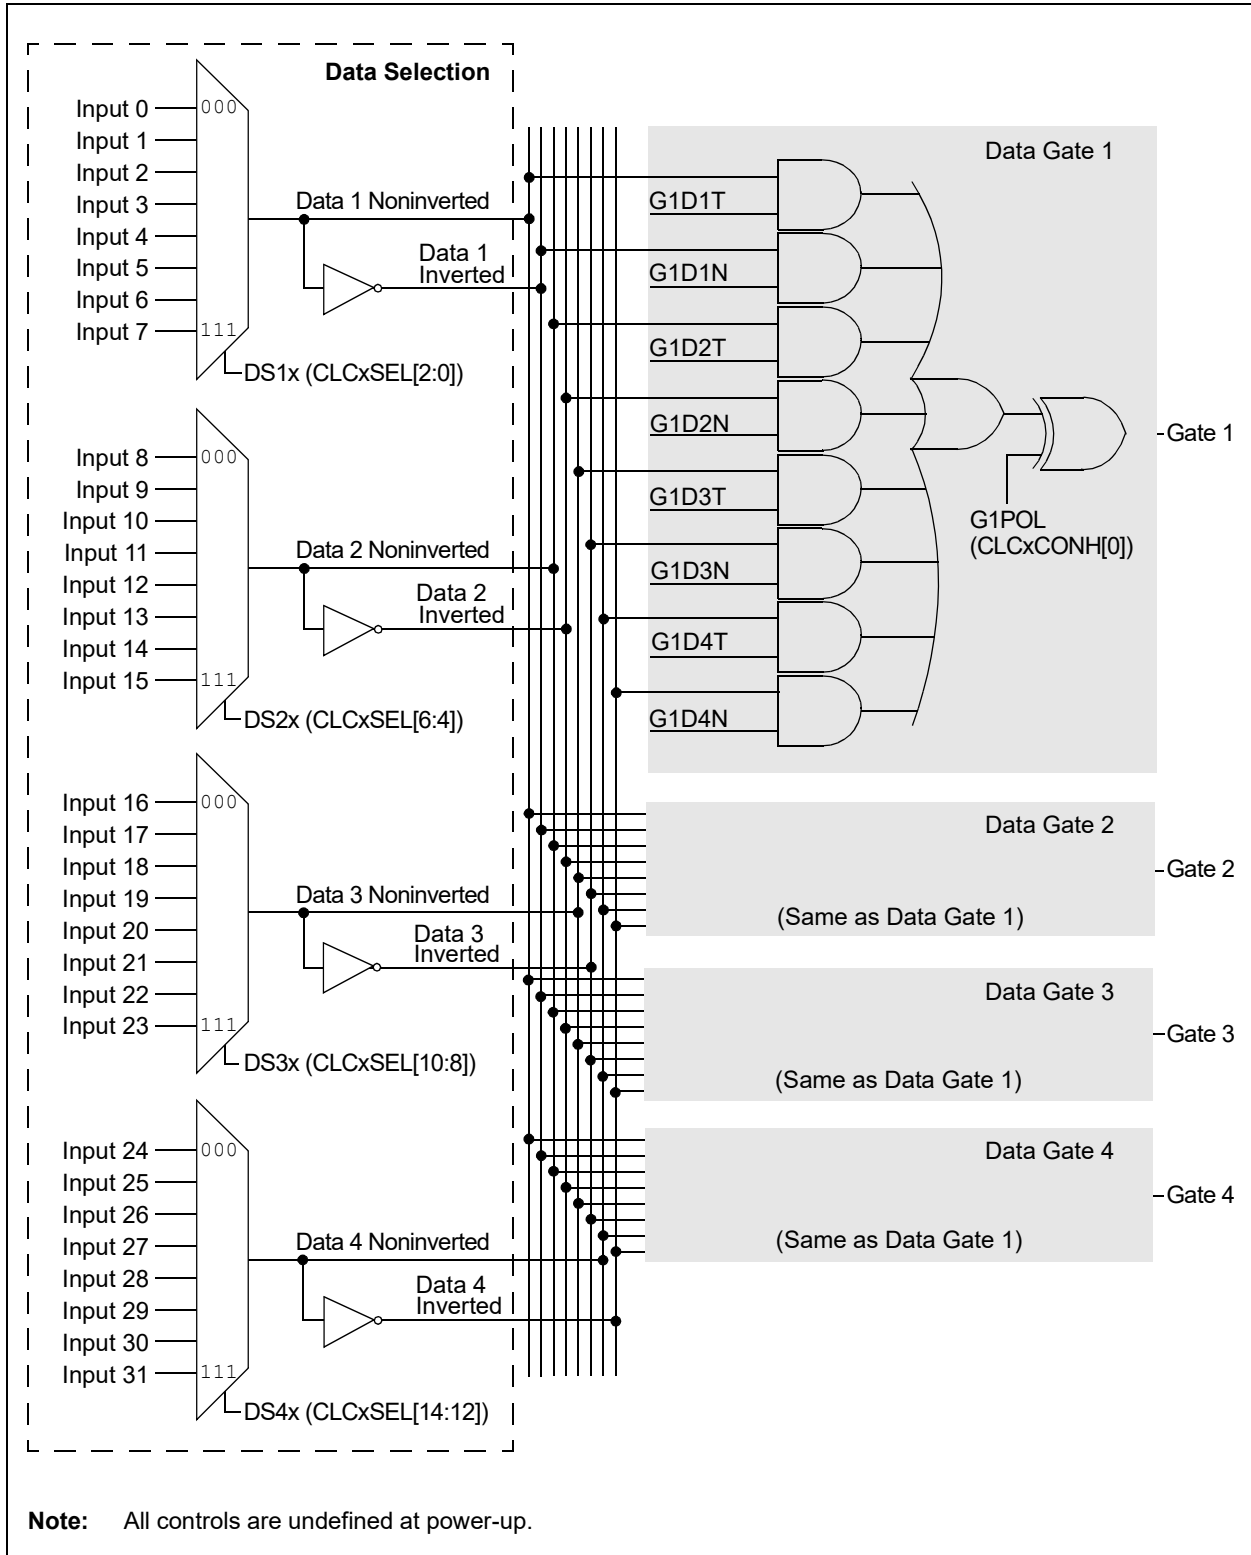 Data Selection
Input 0
000
Input 1
Input 2
Input 3
Input 4
Input 5
Input 6
Input 7
111
Data 1 Noninverted
Data 1
Inverted
DS1x (CLCxSEL[2:0])
Input 8
000
Input 9
Input 10
Input 11
Input 12
Input 13
Input 14
Input 15
111
Data 2 Noninverted
Data 2
Inverted
DS2x (CLCxSEL[6:4])
Input 16
000
Input 17
Input 18
Input 19
Input 20
Input 21
Input 22
Input 23
111
Data 3 Noninverted
Data 3
Inverted
DS3x (CLCxSEL[10:8])
Input 24
000
Input 25
Input 26
Input 27
Input 28
Input 29
Input 30
Input 31
111
Data 4 Noninverted
Data 4
Inverted
DS4x (CLCxSEL[14:12])
Data Gate 1
G1D1T
G1D1N
G1D2T
G1D2N
G1D3T
G1D3N
G1D4T
G1D4N
G1POL
(CLCxCONH[0])
Gate 1
Data Gate 2
(Same as Data Gate 1)
Gate 2
Data Gate 3
(Same as Data Gate 1)
Gate 3
Data Gate 4
(Same as Data Gate 1)
Gate 4
Note: All controls are undefined at power-up.